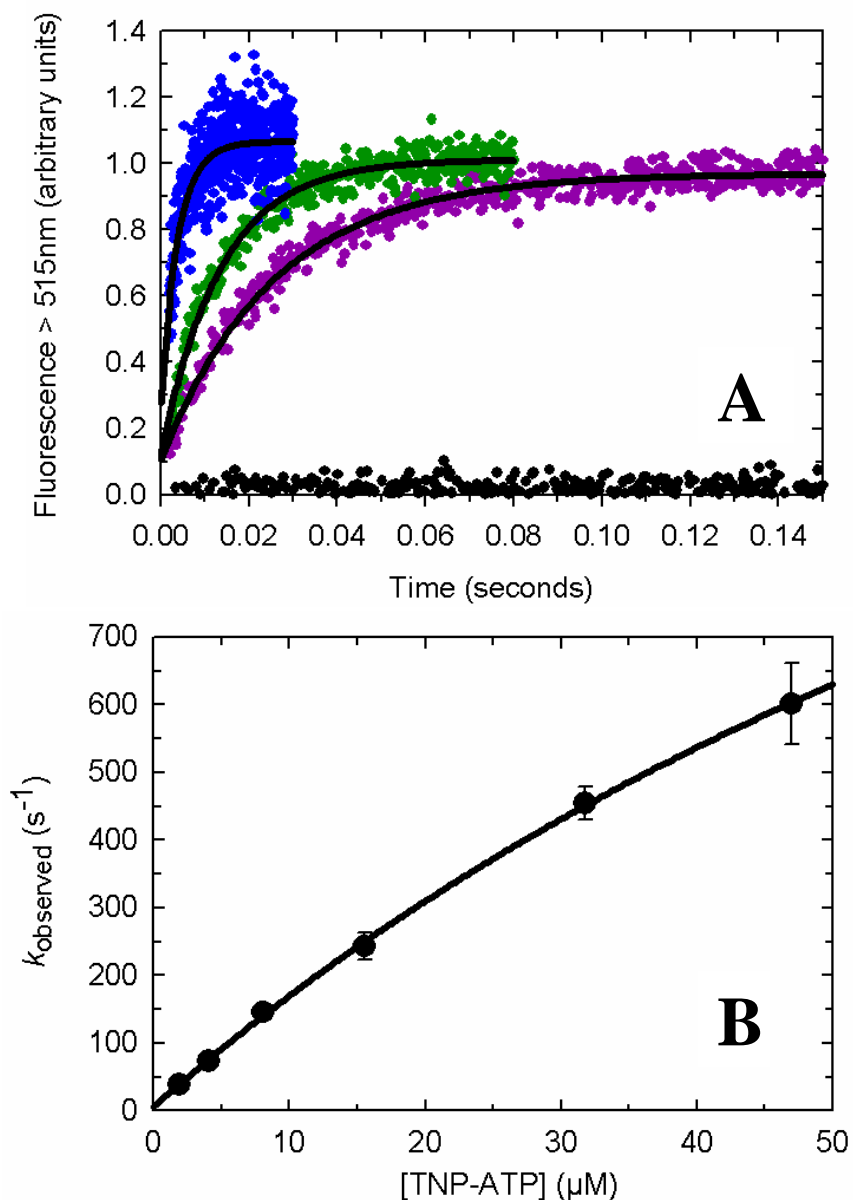 Fluorescence > 515nm (arbitrary units)
1.4
1.2
1.0
0.8
0.6
0.4
0.2
0.0
A
0.00 0.02 0.04 0.06 0.08 0.10 0.12 0.14
Time (seconds)
kobserved (s⁻¹)
700
600
500
400
300
200
100
0
B
0 10 20 30 40 50
[TNP-ATP] (µM)